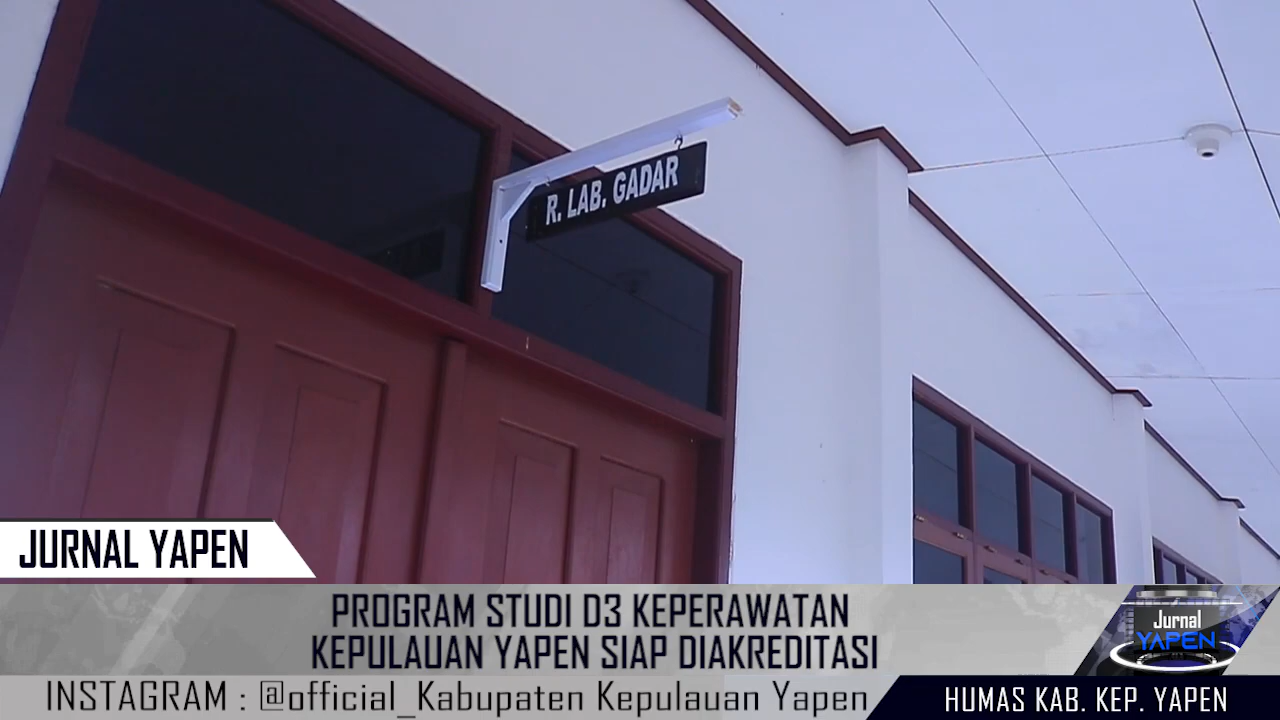 R. LAB. GADAR
JURNAL YAPEN
PROGRAM STUDI D3 KEPERAWATAN
KEPULAUAN YAPEN SIAP DIAKREDITASI
Jurnal
YAPEN
INSTAGRAM : @official_Kabupaten Kepulauan Yapen
HUMAS KAB. KEP. YAPEN